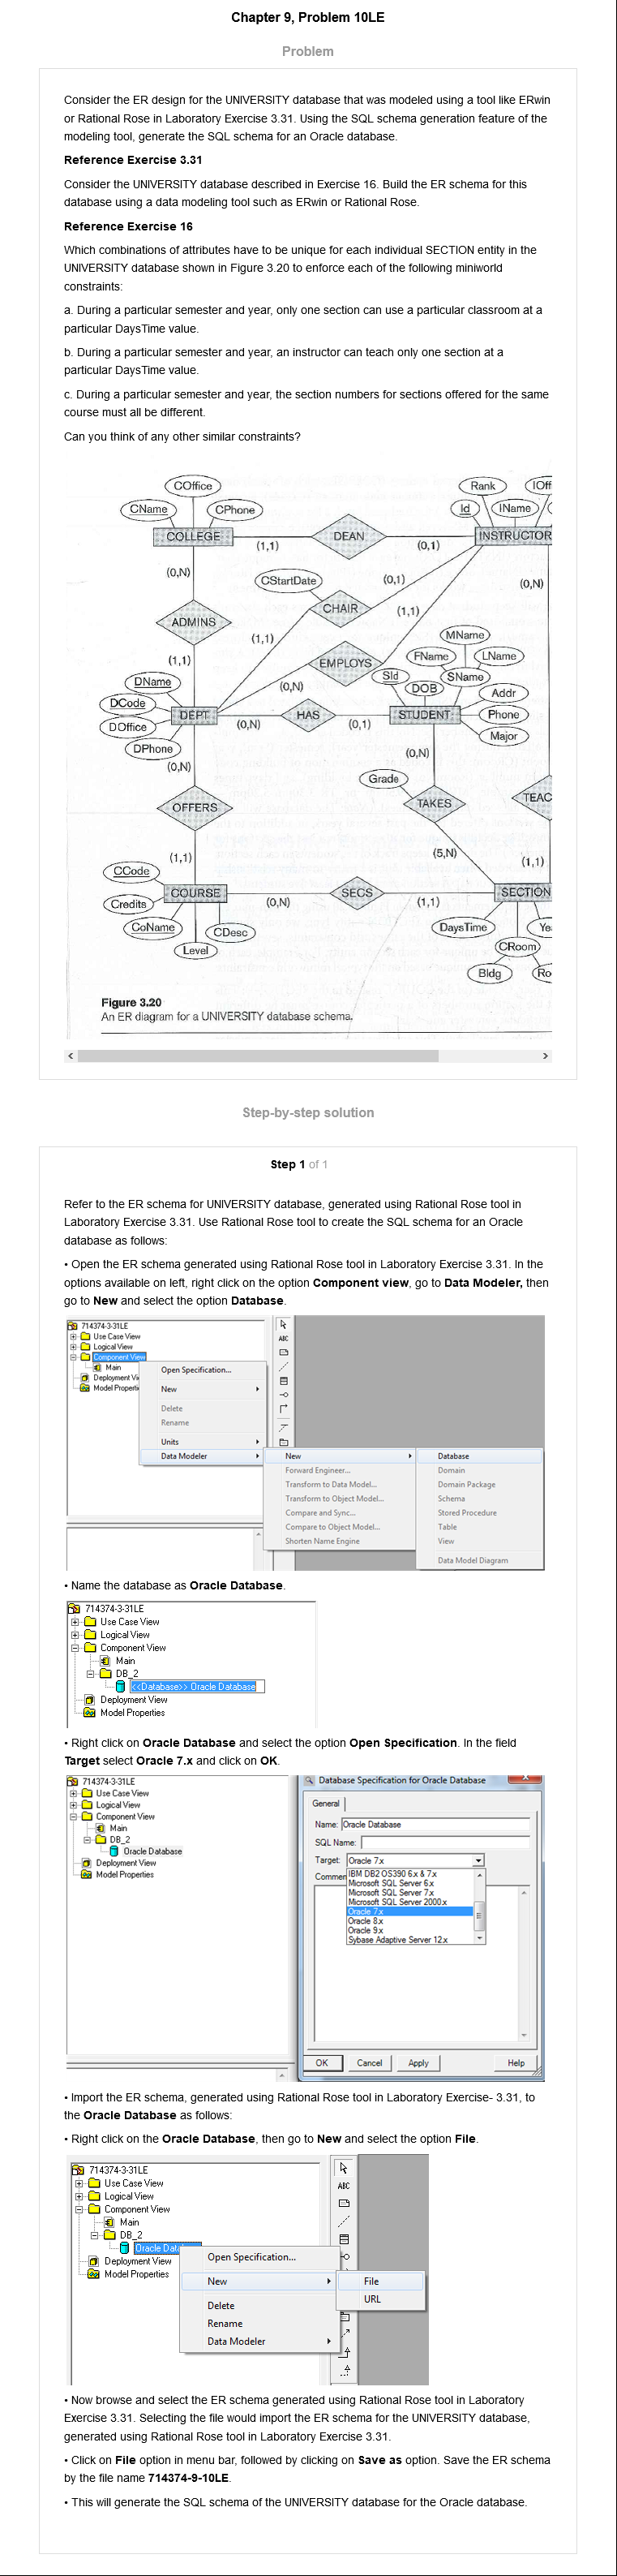 Chapter 9, Problem 10LE
Problem
Consider the ER design for the UNIVERSITY database that was modeled using a tool like ERwin
or Rational Rose in Laboratory Exercise 3.31. Using the SQL schema generation feature of the
modeling tool, generate the SQL schema for an Oracle database.
Reference Exercise 3.31
Consider the UNIVERSITY database described in Exercise 16. Build the ER schema for this
database using a data modeling tool such as ERwin or Rational Rose.
Reference Exercise 16
Which combinations of attributes have to be unique for each individual SECTION entity in the
UNIVERSITY database shown in Figure 3.20 to enforce each of the following miniworld
constraints:
a. During a particular semester and year, only one section can use a particular classroom at a
particular DaysTime value.
b. During a particular semester and year, an instructor can teach only one section at a
particular DaysTime value.
c. During a particular semester and year, the section numbers for sections offered for the same
course must all be different.
Can you think of any other similar constraints?
COffice
Rank
IOff
CName
CPhone
Id
IName
COLLEGE
DEAN
INSTRUCTOR
(1,1)
(0,1)
(0,N)
CStartDate
(0,1)
(0,N)
CHAIR
(1,1)
ADMINS
(1,1)
MName
EMPLOYS
FName
LName
(1,1)
SId
SName
DName
(0,N)
DOB
Addr
DCode
DEPT
HAS
STUDENT
Phone
DOffice
(0,N)
(0,1)
Major
DPhone
(0,N)
(0,N)
Grade
TEAC
OFFERS
TAKES
(5,N)
(1,1)
(1,1)
CCode
COURSE
SECS
SECTION
Credits
(0,N)
(1,1)
CoName
CDesc
DaysTime
Ye
Level
CRoom
Bldg
Ro
Figure 3.20
An ER diagram for a UNIVERSITY database schema.
Step-by-step solution
Step 1 of 1
Refer to the ER schema for UNIVERSITY database, generated using Rational Rose tool in
Laboratory Exercise 3.31. Use Rational Rose tool to create the SQL schema for an Oracle
database as follows:
• Open the ER schema generated using Rational Rose tool in Laboratory Exercise 3.31. In the
options available on left, right click on the option Component view, go to Data Modeler, then
go to New and select the option Database.
714374-3-31LE
Use Case View
Logical View
Component View
Main
Deployment Vi
Model Properti
ABC
Open Specification...
New
Delete
Rename
Units
Data Modeler
New
Forward Engineer...
Transform to Data Model...
Transform to Object Model...
Compare and Sync...
Compare to Object Model...
Shorten Name Engine
Database
Domain
Domain Package
Schema
Stored Procedure
Table
View
Data Model Diagram
• Name the database as Oracle Database.
714374-3-31LE
Use Case View
Logical View
Component View
Main
DB_2
<<Database>> Oracle Database
Deployment View
Model Properties
• Right click on Oracle Database and select the option Open Specification. In the field
Target select Oracle 7.x and click on OK.
714374-3-31LE
Use Case View
Logical View
Component View
Main
DB_2
Oracle Database
Deployment View
Model Properties
Database Specification for Oracle Database
General
Name: Oracle Database
SQL Name:
Target: Oracle 7.x
Commen
IBM DB2 OS390 6.x & 7.x
Microsoft SQL Server 6.x
Microsoft SQL Server 7.x
Microsoft SQL Server 2000.x
Oracle 7.x
Oracle 8.x
Oracle 9.x
Sybase Adaptive Server 12.x
OK Cancel Apply Help
• Import the ER schema, generated using Rational Rose tool in Laboratory Exercise- 3.31, to
the Oracle Database as follows:
• Right click on the Oracle Database, then go to New and select the option File.
714374-3-31LE
Use Case View
Logical View
Component View
Main
DB_2
Oracle Data
Deployment View
Model Properties
ABC
Open Specification...
New
Delete
Rename
Data Modeler
File
URL
• Now browse and select the ER schema generated using Rational Rose tool in Laboratory
Exercise 3.31. Selecting the file would import the ER schema for the UNIVERSITY database,
generated using Rational Rose tool in Laboratory Exercise 3.31.
• Click on File option in menu bar, followed by clicking on Save as option. Save the ER schema
by the file name 714374-9-10LE.
• This will generate the SQL schema of the UNIVERSITY database for the Oracle database.